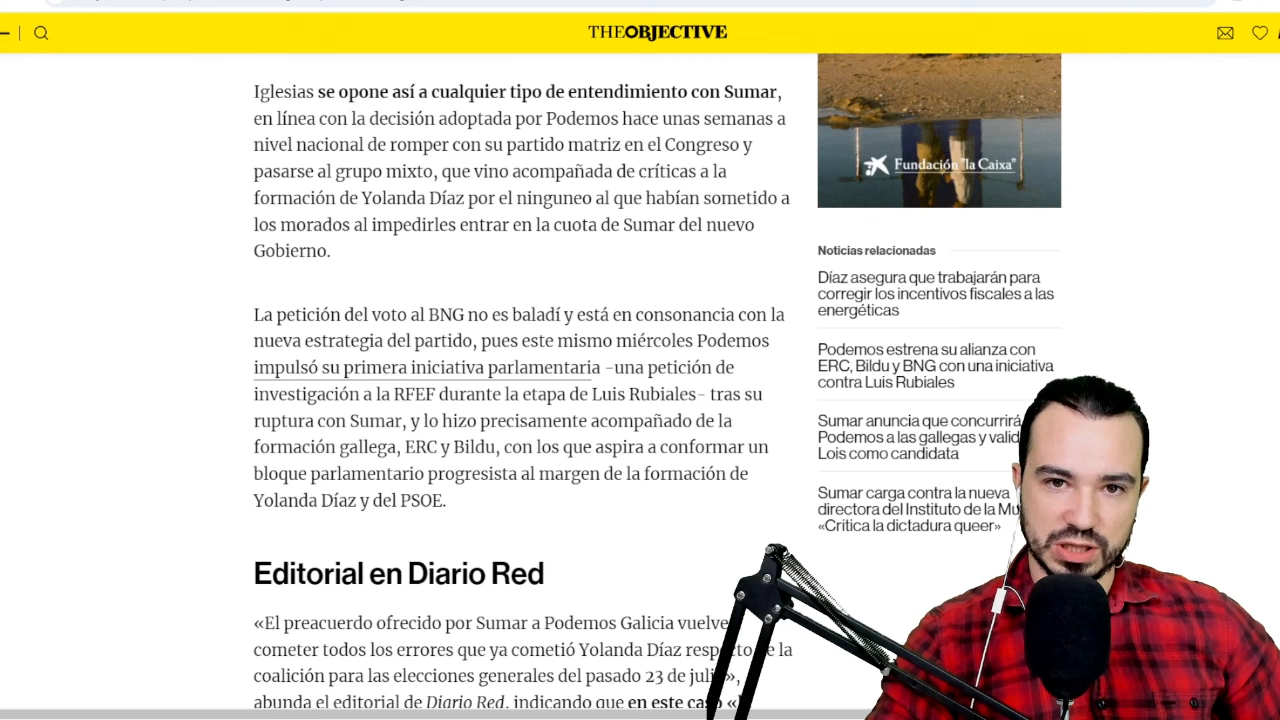 THEOBJECTIVE
Iglesias se opone así a cualquier tipo de entendimiento con Sumar,
en línea con la decisión adoptada por Podemos hace unas semanas a
nivel nacional de romper con su partido matriz en el Congreso y
pasarse al grupo mixto, que vino acompañada de críticas a la
formación de Yolanda Díaz por el ninguneo al que habían sometido a
los morados al impedirles entrar en la cuota de Sumar del nuevo
Gobierno.
La petición del voto al BNG no es baladí y está en consonancia con la
nueva estrategia del partido, pues este mismo miércoles Podemos
impulsó su primera iniciativa parlamentaria -una petición de
investigación a la RFEF durante la etapa de Luis Rubiales- tras su
ruptura con Sumar, y lo hizo precisamente acompañado de la
formación gallega, ERC y Bildu, con los que aspira a conformar un
bloque parlamentario progresista al margen de la formación de
Yolanda Díaz y del PSOE.
Editorial en Diario Red
«El preacuerdo ofrecido por Sumar a Podemos Galicia vuelve
cometer todos los errores que ya cometió Yolanda Díaz de la
coalición para las elecciones generales del pasado 23 de
abunda el editorial de Diario Red, indicando que en este
Fundación "la Caixa"
Noticias relacionadas
Díaz asegura que trabajarán para
corregir los incentivos fiscales a las
energéticas
Podemos estrena su alianza con
ERC, Bildu y BNG con una iniciativa
contra Luis Rubiales
Sumar anuncia que concurrirá
Podemos a las gallegas y
Lois como candidata
Sumar carga contra la nueva
directora del Instituto de la
«Critica la dictadura queer»